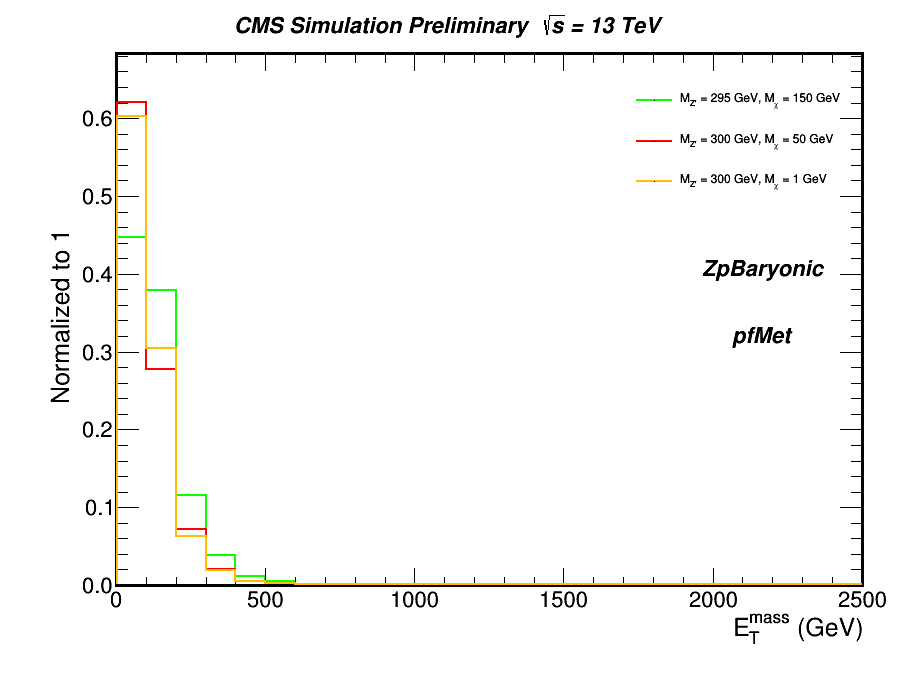 CMS Simulation Preliminary √s = 13 TeV
M_Z' = 295 GeV, M_χ = 150 GeV
M_Z' = 300 GeV, M_χ = 50 GeV
M_Z' = 300 GeV, M_χ = 1 GeV
ZpBaryonic
pfMet
Normalized to 1
0.6
0.5
0.4
0.3
0.2
0.1
0.0
0 500 1000 1500 2000 2500
E_T^mass (GeV)